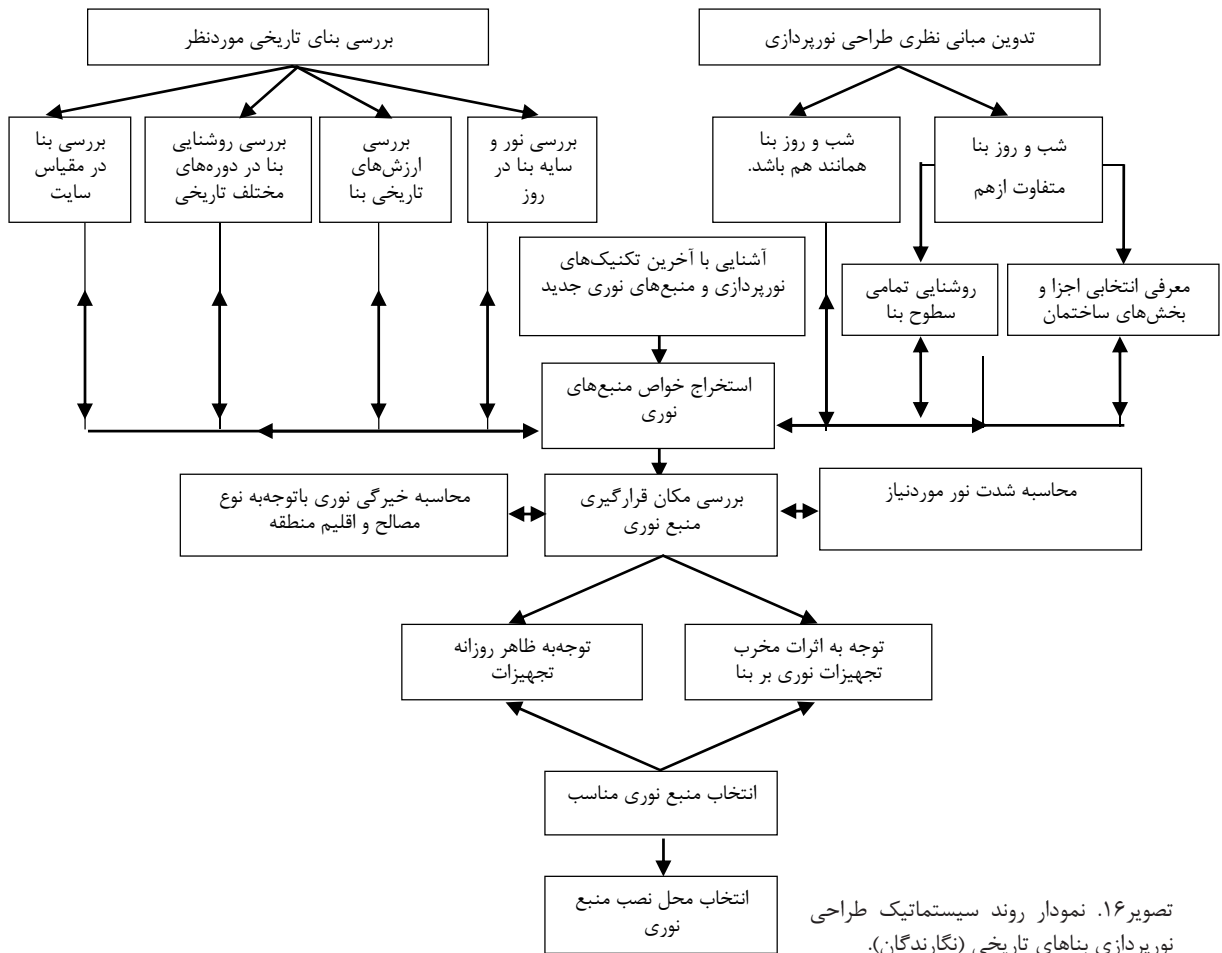 تدوین مبانی نظری طراحی نورپردازی
بررسی بنای تاریخی موردنظر
شب و روز بنا
متفاوت ازهم
شب و روز بنا
همانند هم باشد.
بررسی نور و
سایه بنا در
روز
بررسی
ارزش‌های
تاریخی بنا
بررسی روشنایی
بنا در دوره‌های
مختلف تاریخی
بررسی بنا
در مقیاس
سایت
معرفی انتخابی اجزا و
بخش‌های ساختمان
روشنایی تمامی
سطوح بنا
آشنایی با آخرین تکنیک‌های
نورپردازی و منبع‌های نوری جدید
استخراج خواص منبع‌های
نوری
محاسبه شدت نور موردنیاز
بررسی مکان قرارگیری
منبع نوری
محاسبه خیرگی نوری باتوجه‌به نوع
مصالح و اقلیم منطقه
توجه به اثرات مخرب
تجهیزات نوری بر بنا
توجه‌به ظاهر روزانه
تجهیزات
انتخاب منبع نوری مناسب
انتخاب محل نصب منبع
نوری
تصویر۱۶. نمودار روند سیستماتیک طراحی
نورپردازی بناهای تاریخی (نگارندگان).